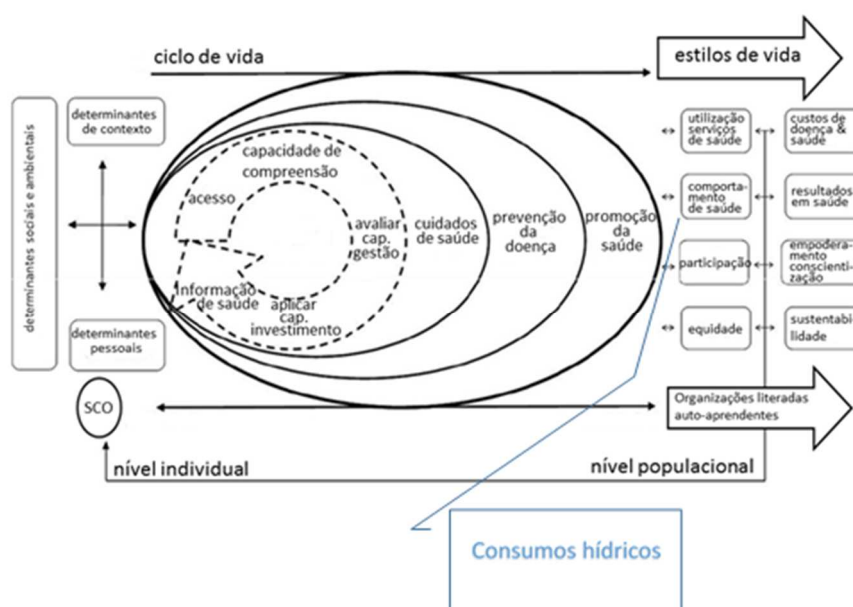 ciclo de vida
estilos de vida
determinantes sociais e ambientais
determinantes
de contexto
determinantes
pessoais
SCO
capacidade de
compreensão
acesso
avaliar
cap.
gestão
Informação
de saúde
aplicar
cap.
investimento
cuidados
de saúde
prevenção
da
doença
promoção
da
saúde
utilização
serviços
de saúde
custos de
doença &
saúde
comporta-
mento
de saúde
resultados
em saúde
participação
empodera-
mento
conscienti-
zação
equidade
sustentabi
lidade
Organizações literadas
auto-aprendentes
nível individual
nível populacional
Consumos hídricos